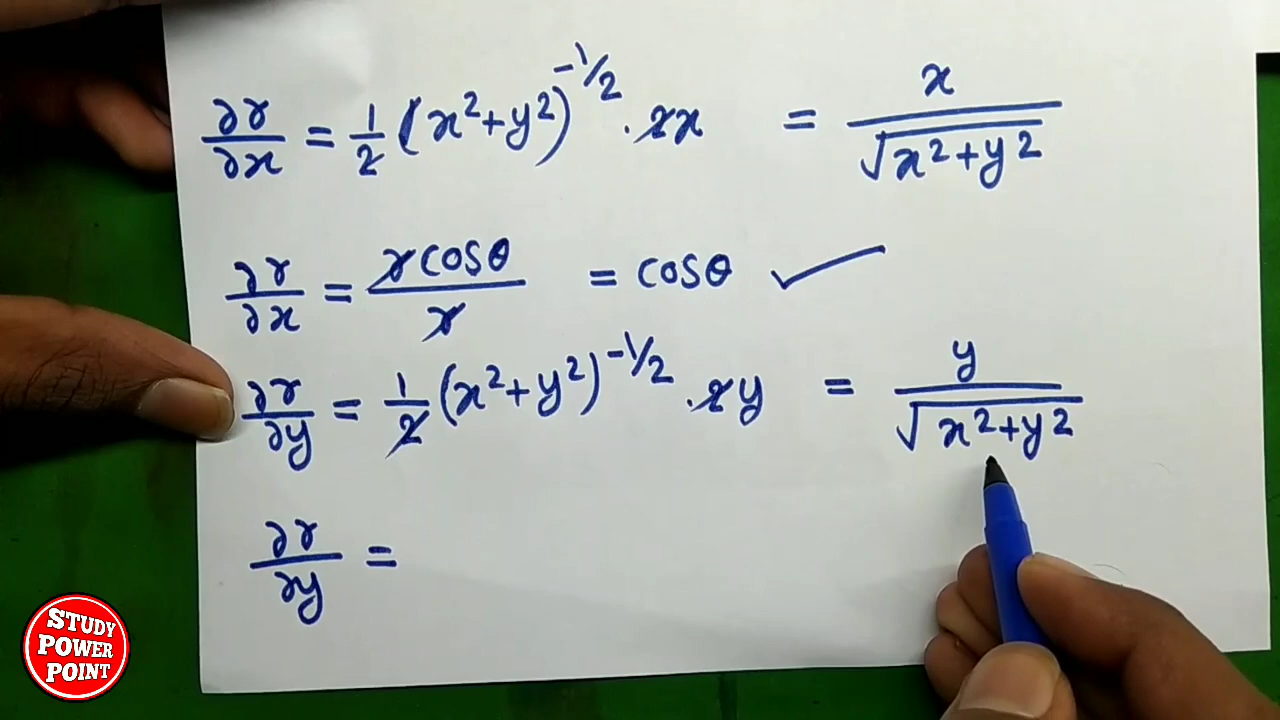 ∂r/∂x = 1/2 (x²+y²)^-1/2 . 2x = x/√x²+y²
∂r/∂x = r cosθ/r = cosθ ✓
∂r/∂y = 1/2 (x²+y²)^-1/2 . 2y = y/√x²+y²
∂r/∂y =
STUDY
POWER
POINT